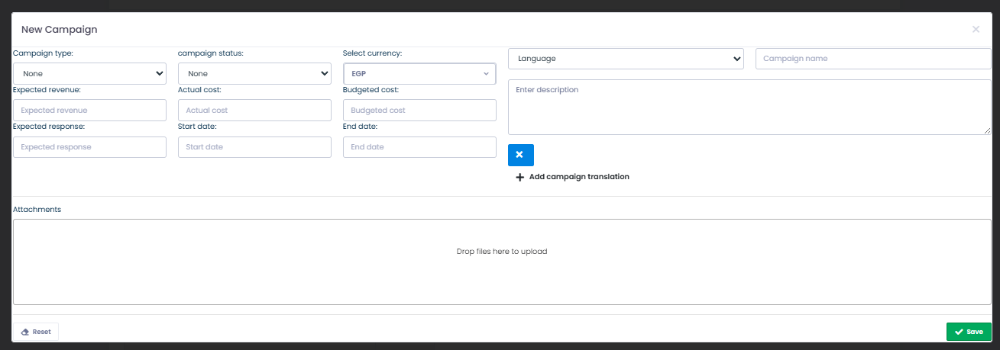 New Campaign
Campaign type:
campaign status:
Select currency:
Language
Campaign name
None
None
EGP
Expected revenue:
Actual cost:
Budgeted cost:
Enter description
Expected revenue
Actual cost
Budgeted cost
Expected response:
Start date:
End date:
Expected response
Start date
End date
Add campaign translation
Attachments
Drop files here to upload
Reset
Save